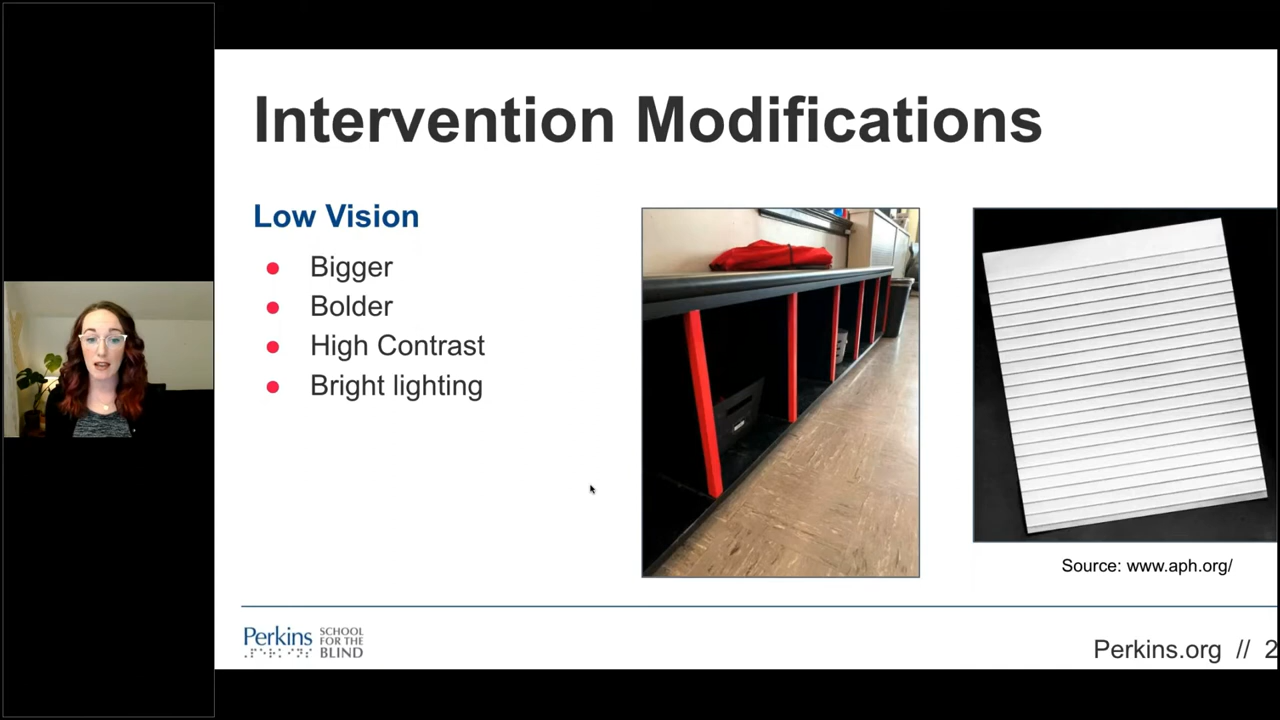 Intervention Modifications
Low Vision
● Bigger
● Bolder
● High Contrast
● Bright lighting
Source: www.aph.org/
Perkins
SCHOOL
FOR THE
BLIND
Perkins.org // 2